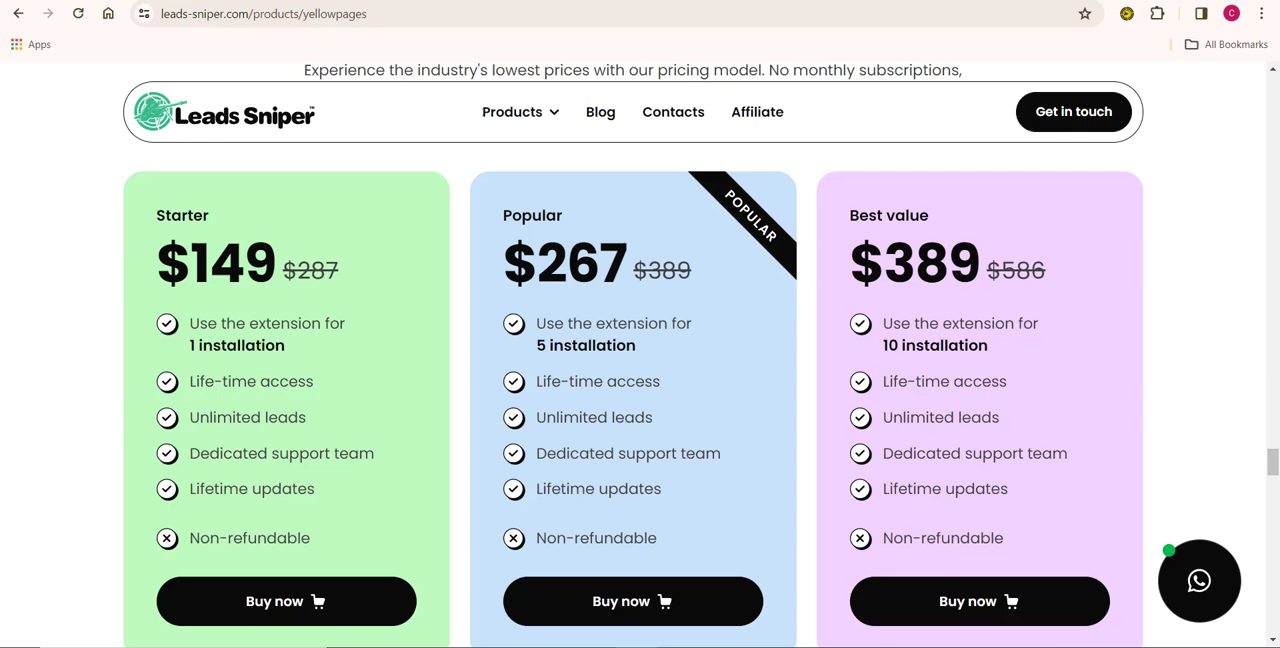 leads-sniper.com/products/yellowpages
C
Apps
All Bookmarks
Experience the industry's lowest prices with our pricing model. No monthly subscriptions,
Leads Sniper™
Products
Blog
Contacts
Affiliate
Get in touch
Starter
$149 $287
Use the extension for
1 installation
Life-time access
Unlimited leads
Dedicated support team
Lifetime updates
Non-refundable
Buy now
Popular
POPULAR
$267 $389
Use the extension for
5 installation
Life-time access
Unlimited leads
Dedicated support team
Lifetime updates
Non-refundable
Buy now
Best value
$389 $586
Use the extension for
10 installation
Life-time access
Unlimited leads
Dedicated support team
Lifetime updates
Non-refundable
Buy now